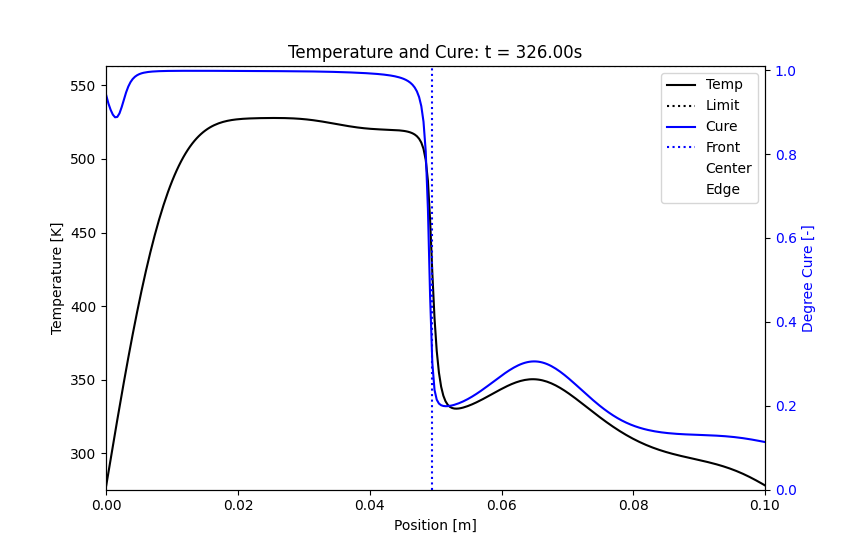 Temperature and Cure: t = 326.00s
Temperature [K]
550
500
450
400
350
300
1.0
0.8
0.6
0.4
0.2
0.0
Degree Cure [-]
Temp
Limit
Cure
Front
Center
Edge
0.00 0.02 0.04 0.06 0.08 0.10
Position [m]